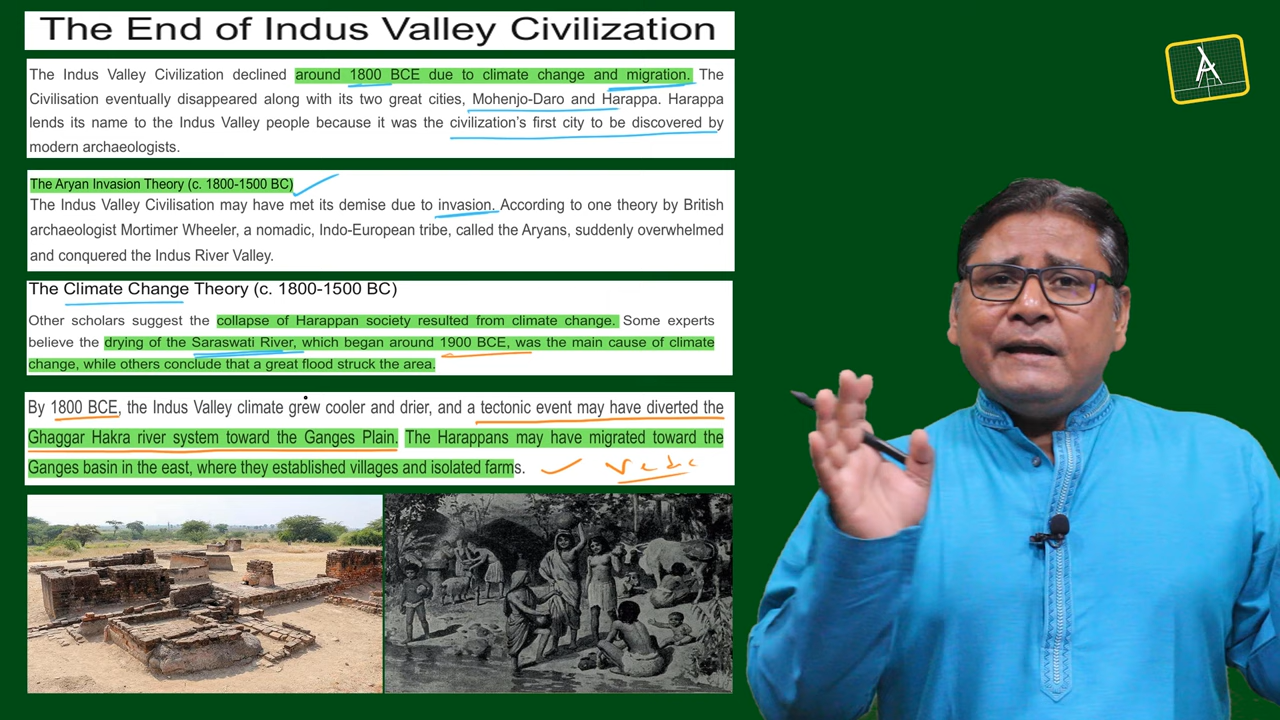 The End of Indus Valley Civilization
The Indus Valley Civilization declined around 1800 BCE due to climate change and migration. The
Civilisation eventually disappeared along with its two great cities, Mohenjo-Daro and Harappa. Harappa
lends its name to the Indus Valley people because it was the civilization's first city to be discovered by
modern archaeologists.
The Aryan Invasion Theory (c. 1800-1500 BC)
The Indus Valley Civilisation may have met its demise due to invasion. According to one theory by British
archaeologist Mortimer Wheeler, a nomadic, Indo-European tribe, called the Aryans, suddenly overwhelmed
and conquered the Indus River Valley.
The Climate Change Theory (c. 1800-1500 BC)
Other scholars suggest the collapse of Harappan society resulted from climate change. Some experts
believe the drying of the Saraswati River, which began around 1900 BCE, was the main cause of climate
change, while others conclude that a great flood struck the area.
By 1800 BCE, the Indus Valley climate grew cooler and drier, and a tectonic event may have diverted the
Ghaggar Hakra river system toward the Ganges Plain. The Harappans may have migrated toward the
Ganges basin in the east, where they established villages and isolated farms.